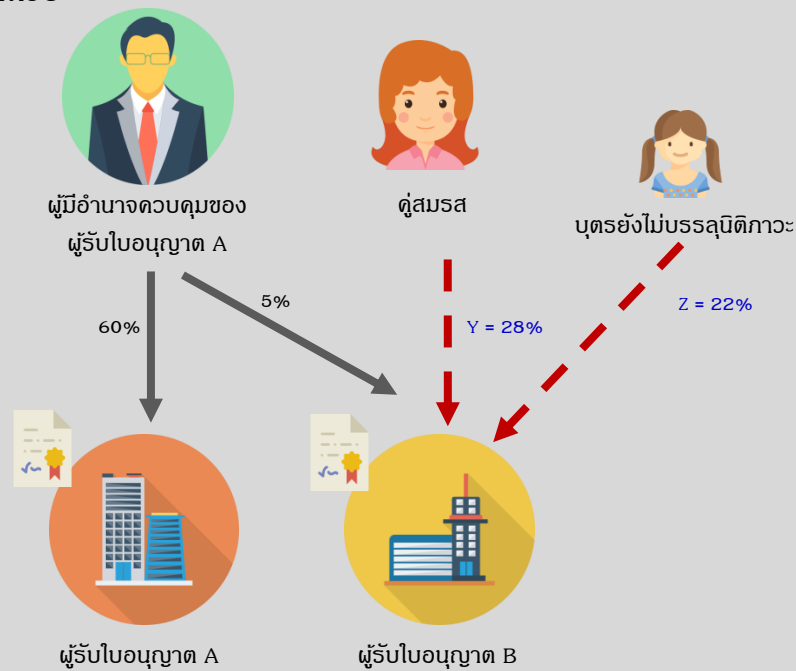 ผู้มีอำนาจควบคุมของ
ผู้รับใบอนุญาต A
คู่สมรส
บุตรยังไม่บรรลุนิติภาวะ
60%
5%
Y = 28%
Z = 22%
ผู้รับใบอนุญาต A
ผู้รับใบอนุญาต B